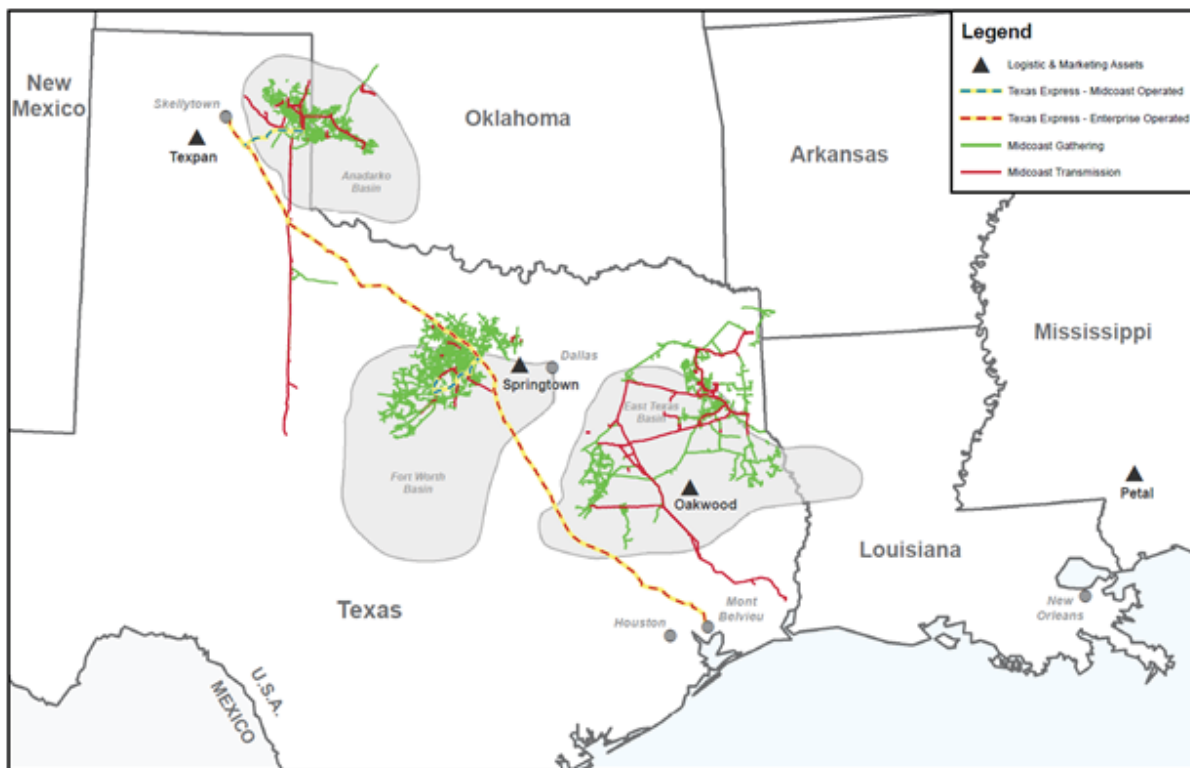 Legend
Logistic & Marketing Assets
Texas Express - Midcoast Operated
Texas Express - Enterprise Operated
Midcoast Gathering
Midcoast Transmission
New
Mexico
Skellytown
Texpan
Oklahoma
Anadarko
Basin
Arkansas
Mississippi
Dallas
Springtown
East Texas
Basin
Fort Worth
Basin
Oakwood
Petal
Louisiana
Texas
Mont
Belvieu
Houston
New
Orleans
U.S.A.
MEXICO